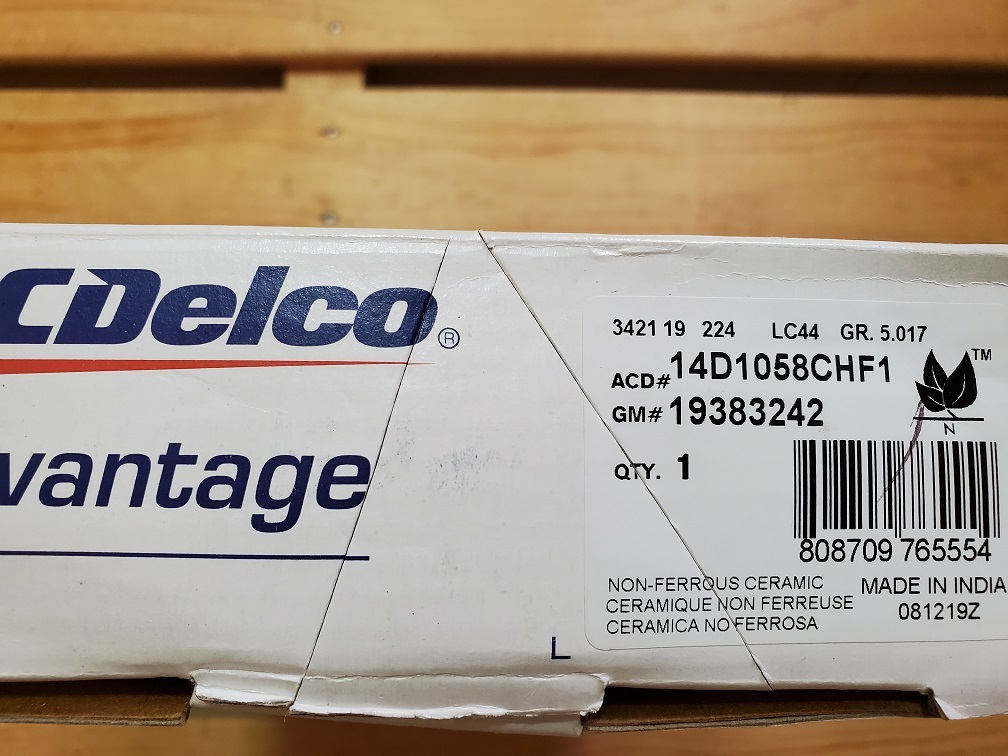 CDelco®
vantage
3421 19 224 LC44 GR. 5.017
ACD# 14D1058CHF1
TM
GM# 19383242
N
QTY. 1
808709 765554
NON-FERROUS CERAMIC
CERAMIQUE NON FERREUSE
CERAMICA NO FERROSA
MADE IN INDIA
081219Z
L